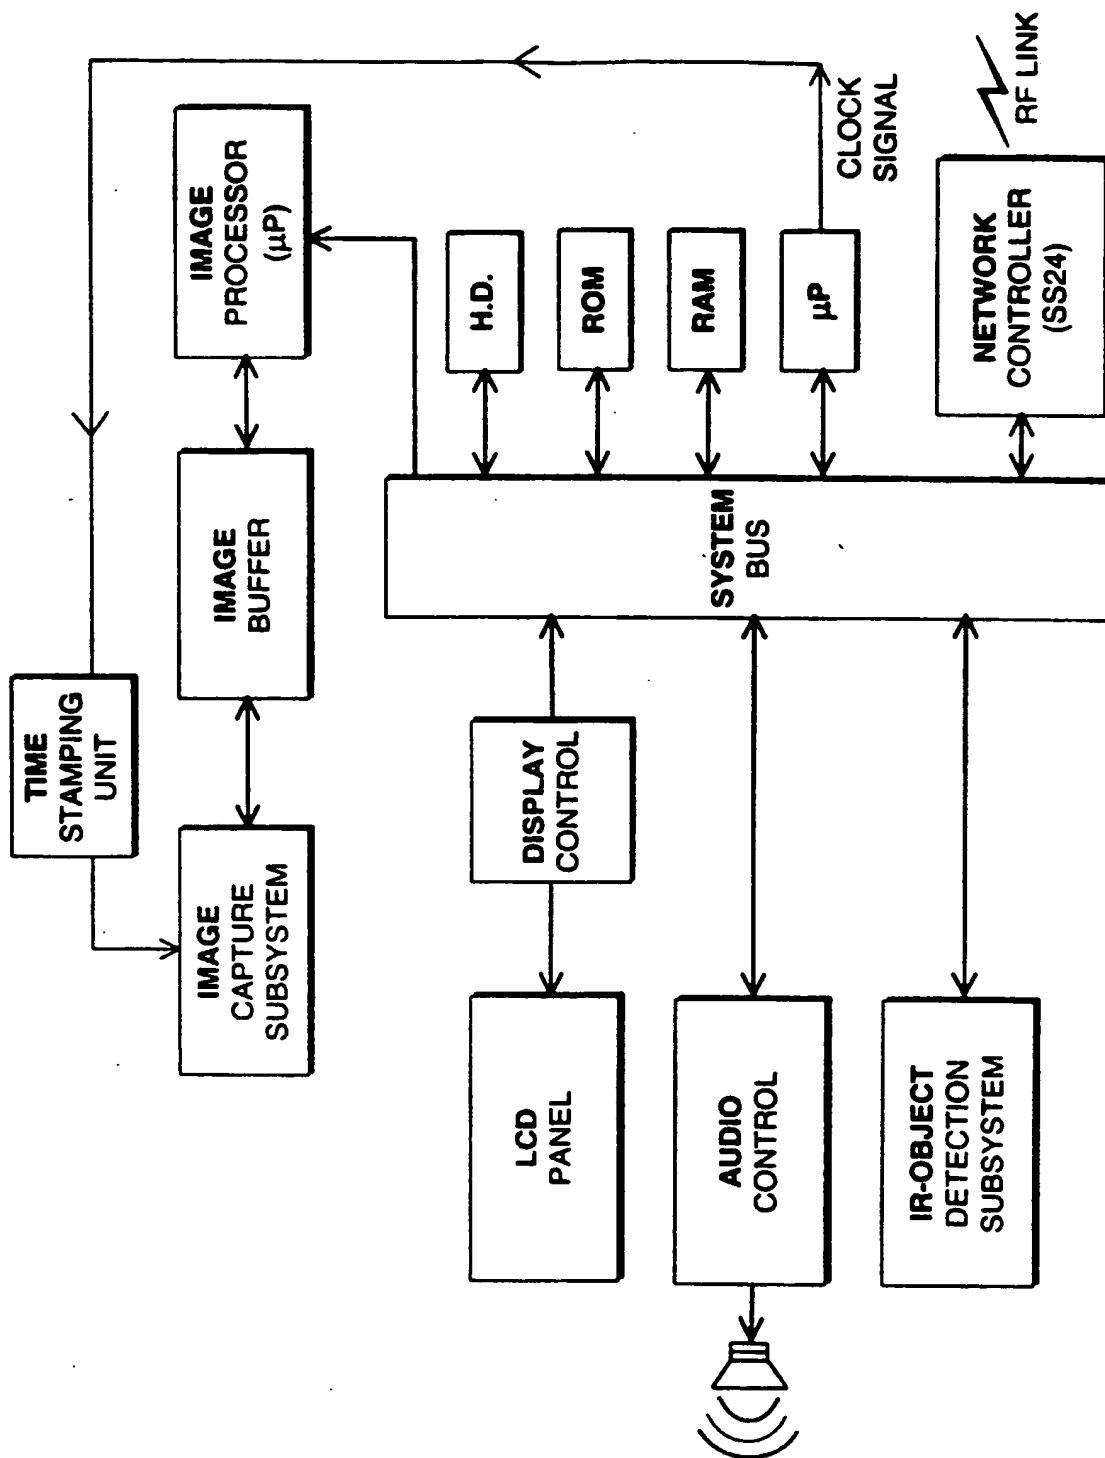 TIME
STAMPING
UNIT
IMAGE
CAPTURE
SUBSYSTEM
IMAGE
BUFFER
IMAGE
PROCESSOR
(µP)
LCD
PANEL
DISPLAY
CONTROL
H.D.
ROM
RAM
µP
CLOCK
SIGNAL
SYSTEM
BUS
AUDIO
CONTROL
IR-OBJECT
DETECTION
SUBSYSTEM
NETWORK
CONTROLLER
(SS24)
RF LINK